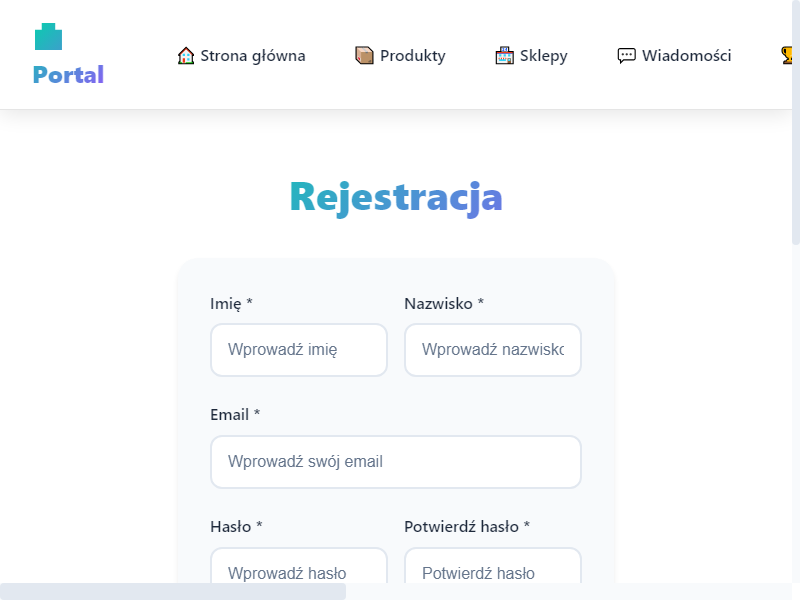 Portal
Strona główna
Produkty
Sklepy
Wiadomości
Rejestracja
Imię *
Nazwisko *
Wprowadź imię
Wprowadź nazwisko
Email *
Wprowadź swój email
Hasło *
Potwierdź hasło *
Wprowadź hasło
Potwierdź hasło